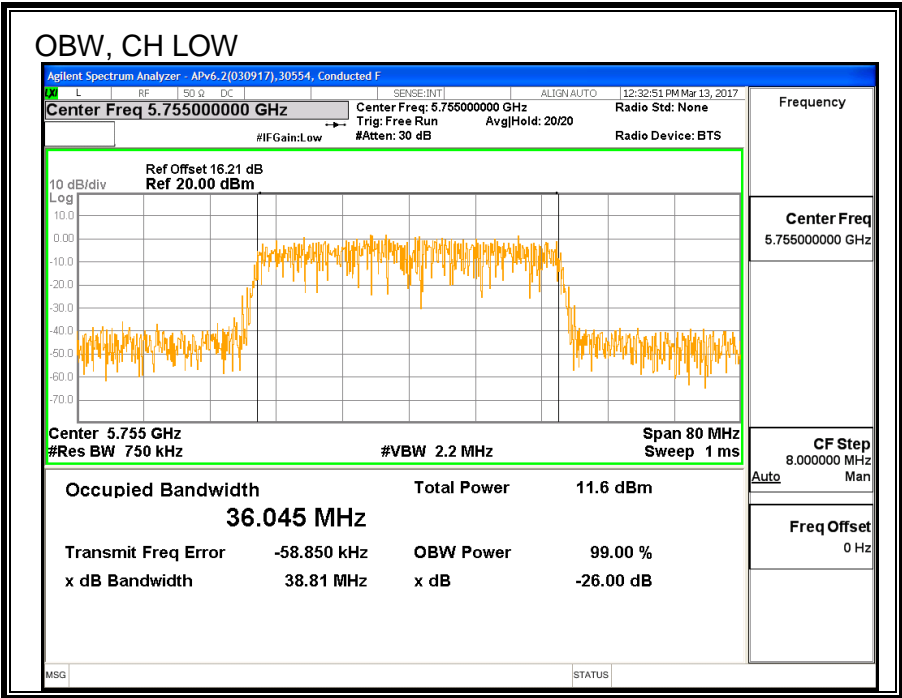 OBW, CH LOW
Agilent Spectrum Analyzer - APv6.2(030917),30554, Conducted F
LXI L RF 50 Ω DC SENSE:INT ALIGN AUTO 12:32:51 PM Mar 13, 2017
Center Freq 5.755000000 GHz
Center Freq: 5.755000000 GHz Radio Std: None
Trig: Free Run Avg|Hold: 20/20
#IFGain:Low #Atten: 30 dB Radio Device: BTS
Ref Offset 16.21 dB
10 dB/div Ref 20.00 dBm
Log
10.0
0.00
-10.0
-20.0
-30.0
-40.0
-50.0
-60.0
-70.0
Center 5.755 GHz Span 80 MHz
#Res BW 750 kHz #VBW 2.2 MHz Sweep 1 ms
Occupied Bandwidth Total Power 11.6 dBm
36.045 MHz
Transmit Freq Error -58.850 kHz OBW Power 99.00 %
x dB Bandwidth 38.81 MHz x dB -26.00 dB
Frequency
Center Freq
5.755000000 GHz
CF Step
8.000000 MHz
Auto Man
Freq Offset
0 Hz
MSG STATUS